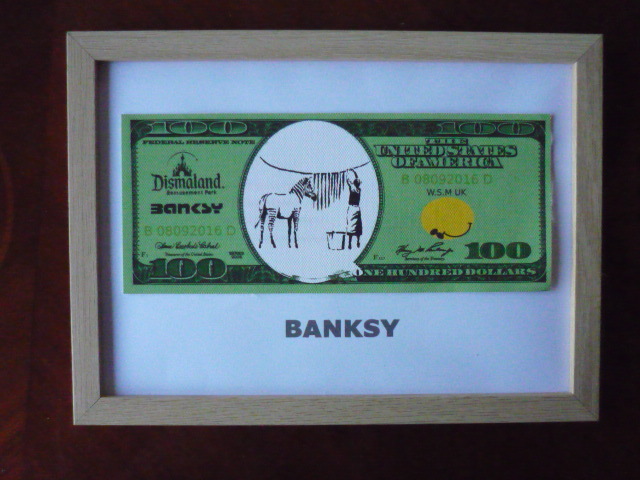 100 100
FEDERAL RESERVE NOTE
THE
UNITED STATES
OF AMERICA
Dismaland
Amusement Park
BANKSY
B 08092016 D
B 08092016 D
W.S.M UK
100
100
ONE HUNDRED DOLLARS
BANKSY